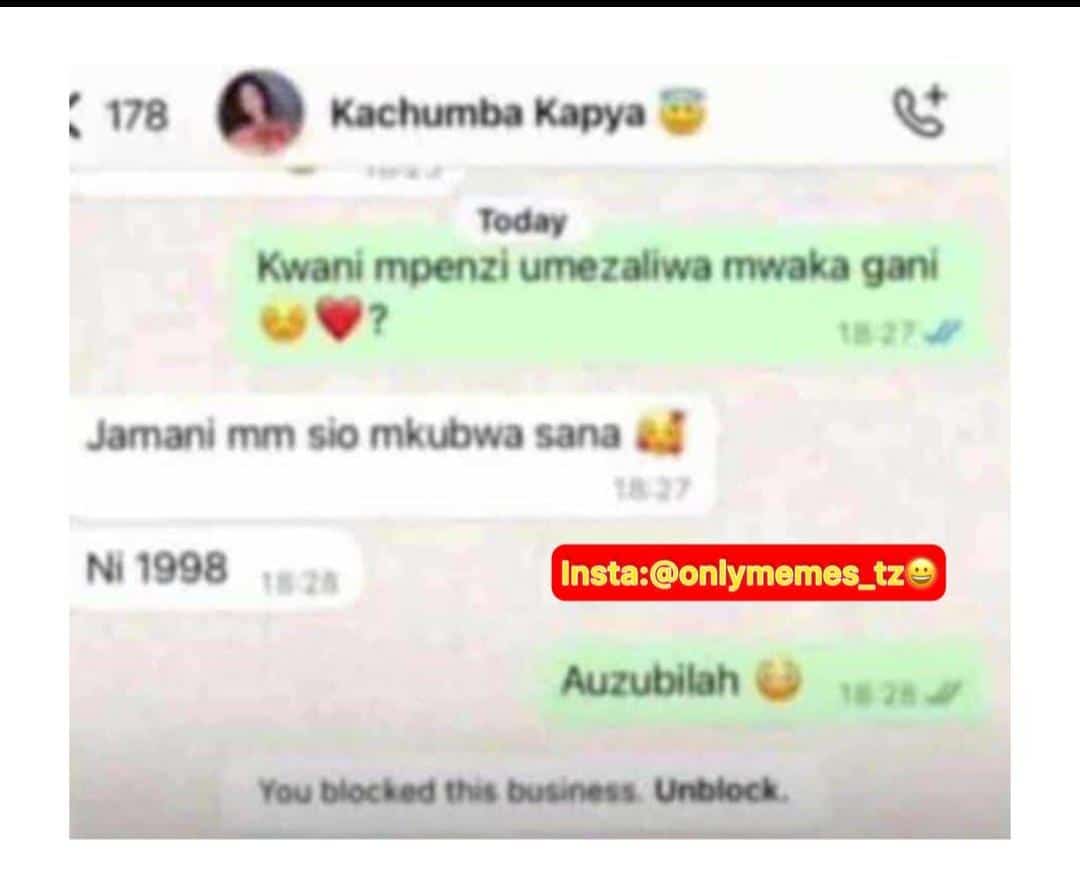 178 Kachumba Kapya 😇
Today
Kwani mpenzi umezaliwa mwaka gani
😊❤️?
18:27
Jamani mm sio mkubwa sana 🥰
18:27
Ni 1998 18:28
Insta:@onlymemes_tz😀
Auzubilah 😳 18:28
You blocked this business. Unblock.